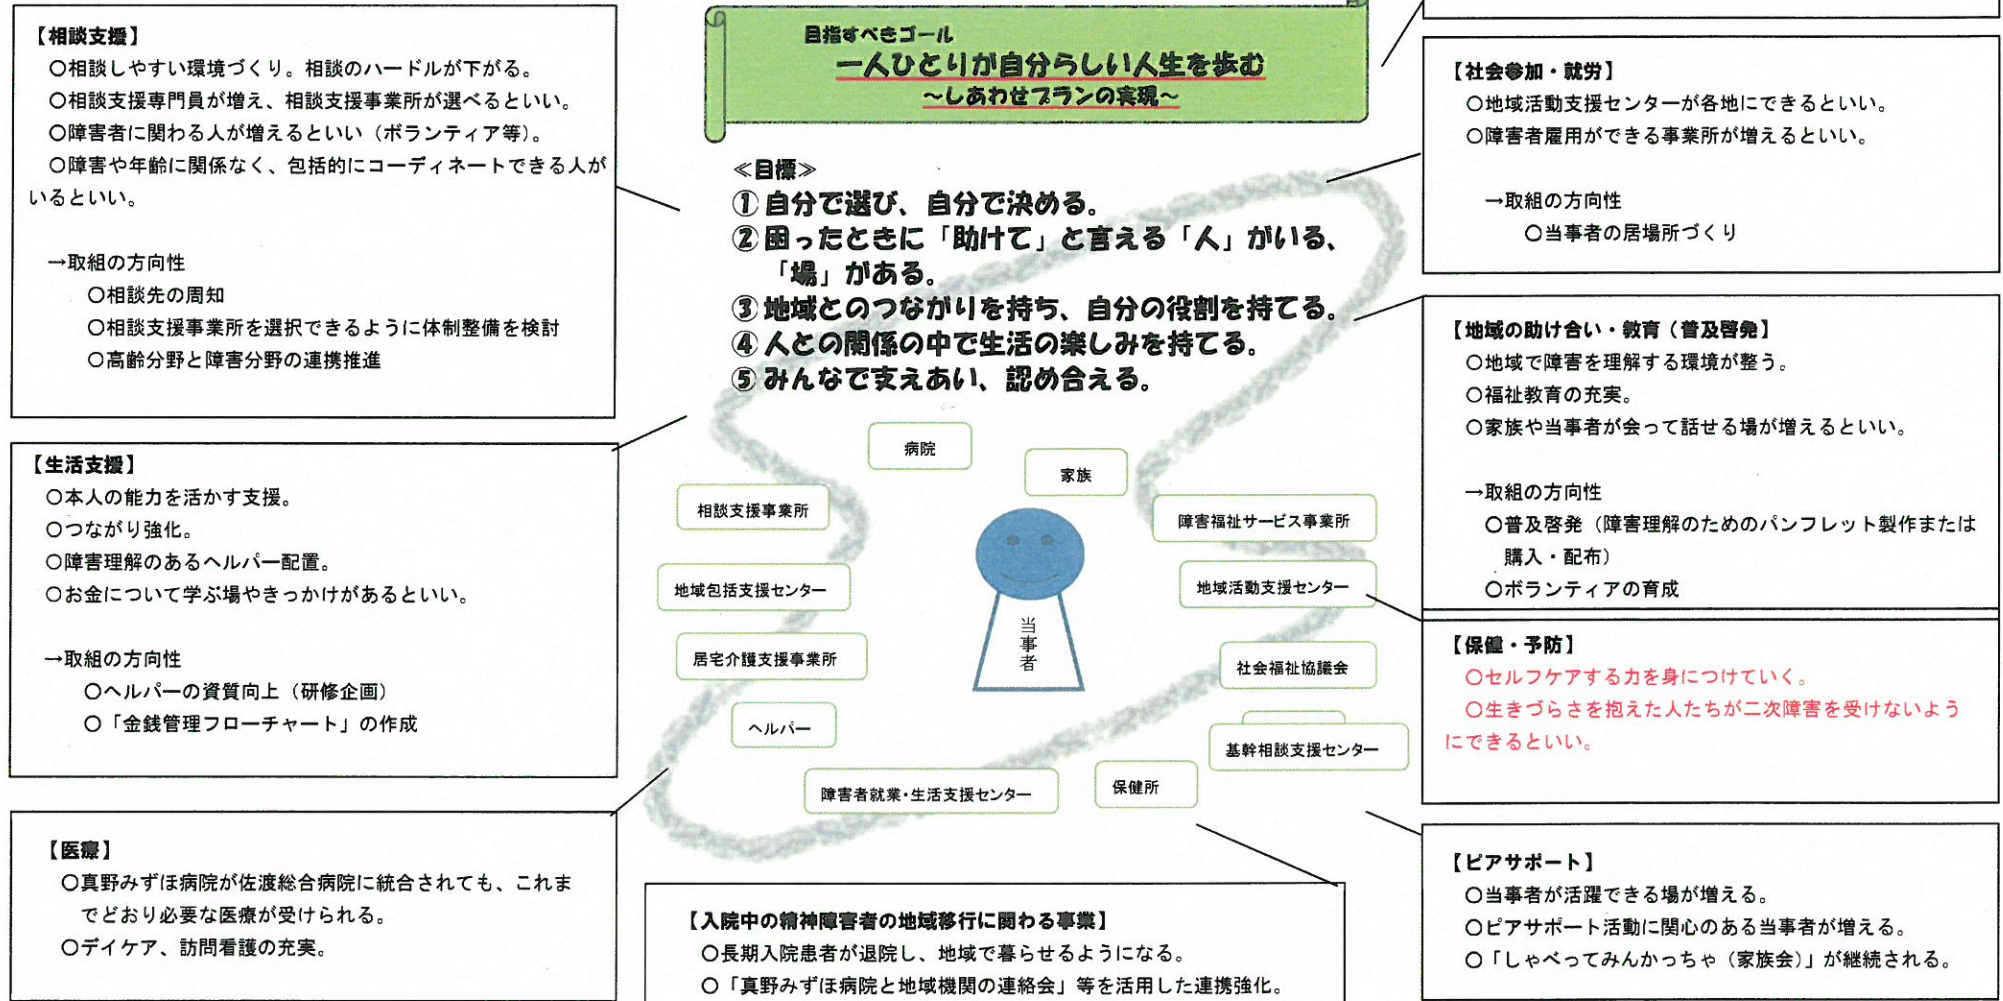 【相談支援】
○相談しやすい環境づくり。相談のハードルが下がる。
○相談支援専門員が増え、相談支援事業所が選べるといい。
○障害者に関わる人が増えるといい（ボランティア等）。
○障害や年齢に関係なく、包括的にコーディネートできる人が
いるといい。
→取組の方向性
○相談先の周知
○相談支援事業所を選択できるように体制整備を検討
○高齢分野と障害分野の連携推進
【生活支援】
○本人の能力を活かす支援。
○つながり強化。
○障害理解のあるヘルパー配置。
○お金について学ぶ場やきっかけがあるといい。
→取組の方向性
○ヘルパーの資質向上（研修企画）
○「金銭管理フローチャート」の作成
【医療】
○真野みずほ病院が佐渡総合病院に統合されても、これま
でどおり必要な医療が受けられる。
○デイケア、訪問看護の充実。
目指すべきゴール
一人ひとりが自分らしい人生を歩む
～しあわせプランの実現～
≪目標≫
①自分で選び、自分で決める。
②困ったときに「助けて」と言える「人」がいる、
「場」がある。
③地域とのつながりを持ち、自分の役割を持てる。
④人との関係の中で生活の楽しみを持てる。
⑤みんなで支えあい、認め合える。
病院
家族
相談支援事業所
障害福祉サービス事業所
地域包括支援センター
地域活動支援センター
当事者
居宅介護支援事業所
社会福祉協議会
ヘルパー
基幹相談支援センター
障害者就業・生活支援センター
保健所
【入院中の精神障害者の地域移行に関わる事業】
○長期入院患者が退院し、地域で暮らせるようになる。
○「真野みずほ病院と地域機関の連絡会」等を活用した連携強化。
【社会参加・就労】
○地域活動支援センターが各地にできるといい。
○障害者雇用ができる事業所が増えるといい。
→取組の方向性
○当事者の居場所づくり
【地域の助け合い・教育（普及啓発】
○地域で障害を理解する環境が整う。
○福祉教育の充実。
○家族や当事者が会って話せる場が増えるといい。
→取組の方向性
○普及啓発（障害理解のためのパンフレット製作または
購入・配布）
○ボランティアの育成
【保健・予防】
○セルフケアする力を身につけていく。
○生きづらさを抱えた人たちが二次障害を受けないよう
にできるといい。
【ピアサポート】
○当事者が活躍できる場が増える。
○ピアサポート活動に関心のある当事者が増える。
○「しゃべってみんかっちゃ（家族会）」が継続される。